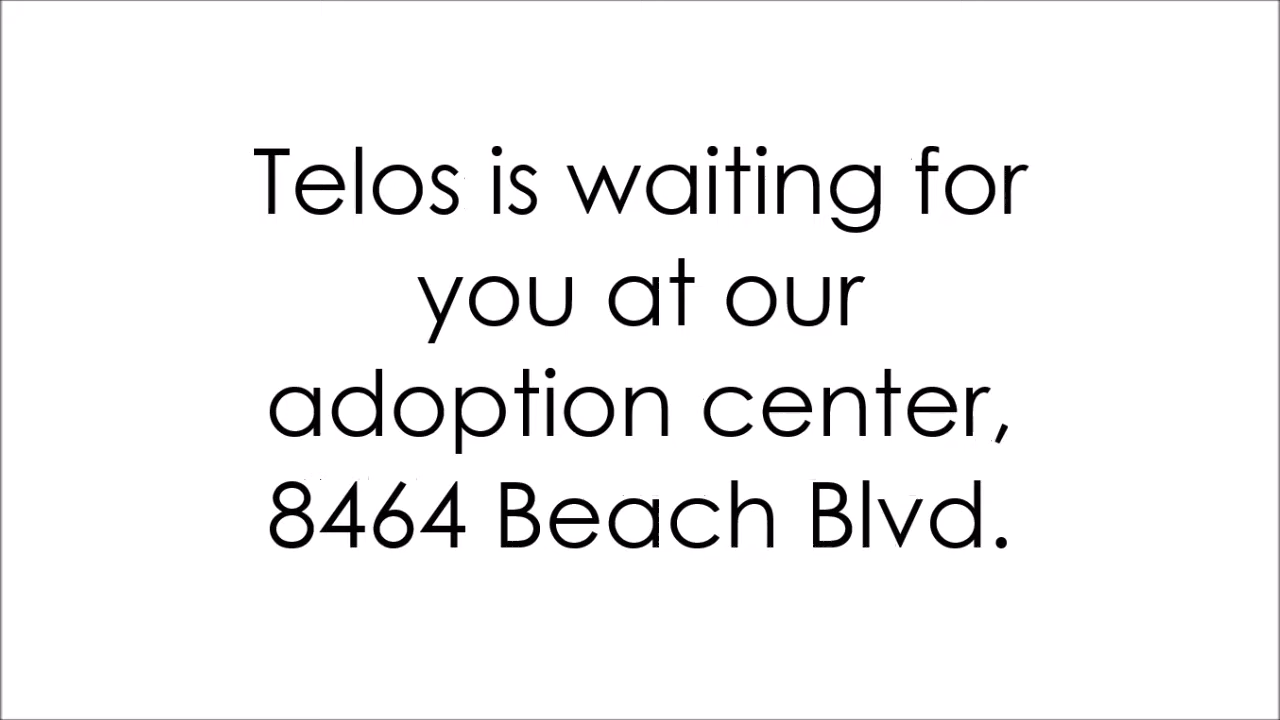 Telos is waiting for
you at our
adoption center,
8464 Beach Blvd.